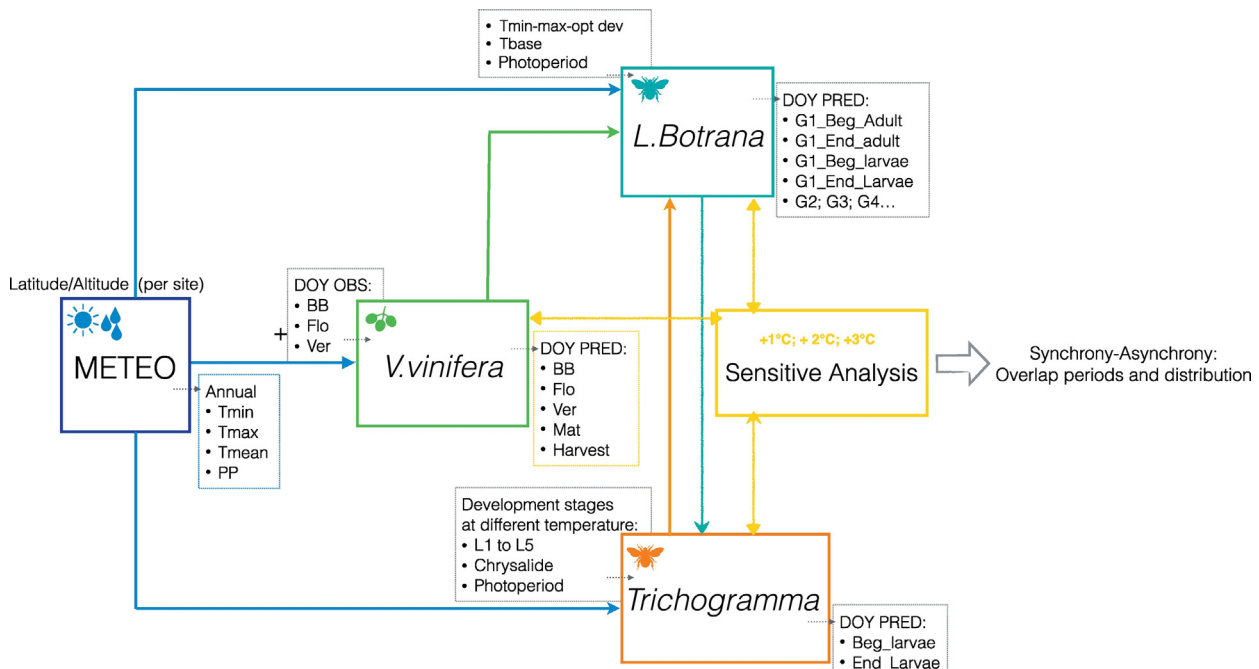 • Tmin-max-opt dev
• Tbase
• Photoperiod
L.Botrana
DOY PRED:
• G1_Beg_Adult
• G1_End_adult
• G1_Beg_larvae
• G1_End_Larvae
• G2; G3; G4...
Latitude/Altitude (per site)
METEO
Annual
• Tmin
• Tmax
• Tmean
• PP
+
DOY OBS:
• BB
• Flo
• Ver
V.vinifera
DOY PRED:
• BB
• Flo
• Ver
• Mat
• Harvest
+1°C; + 2°C; +3°C
Sensitive Analysis
Synchrony-Asynchrony:
Overlap periods and distribution
Development stages
at different temperature:
• L1 to L5
• Chrysalide
• Photoperiod
Trichogramma
DOY PRED:
• Beg_larvae
• End_Larvae